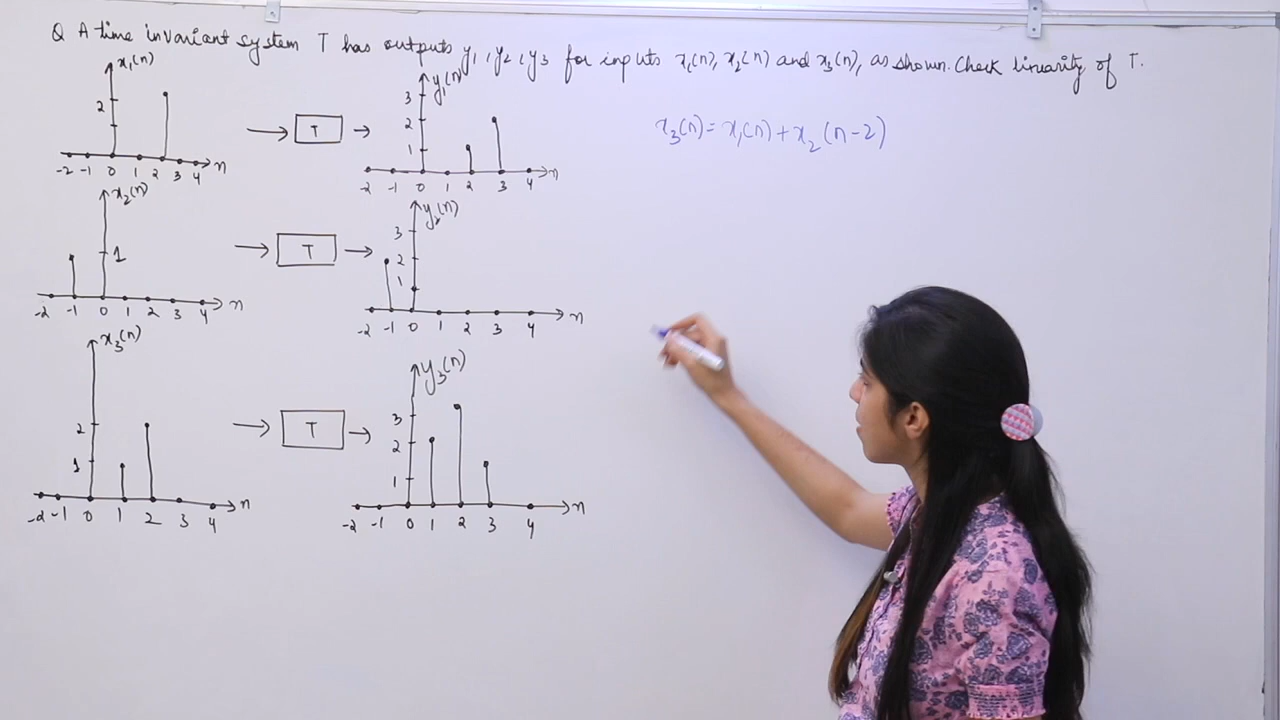 Q A time invariant system T has outputs y1, y2, y3 for inputs x1(n), x2(n) and x3(n), as shown. Check linearity of T.
x3(n) = x1(n) + x2(n-2)
x1(n)
2
-2 -1 0 1 2 3 4 n
T
y1(n)
3
2
1
-2 -1 0 1 2 3 4 n
x2(n)
1
-2 -1 0 1 2 3 4 n
T
y2(n)
3
2
1
-2 -1 0 1 2 3 4 n
x3(n)
2
1
-2 -1 0 1 2 3 4 n
T
y3(n)
3
2
1
-2 -1 0 1 2 3 4 n